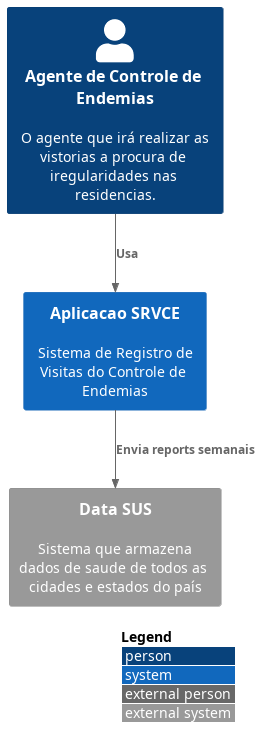 Agente de Controle de
Endemias
O agente que irá realizar as
vistorias a procura de
iregularidades nas
residencias.
Usa
Aplicacao SRVCE
Sistema de Registro de
Visitas do Controle de
Endemias
Envia reports semanais
Data SUS
Sistema que armazena
dados de saude de todos as
cidades e estados do país
Legend
person
system
external person
external system